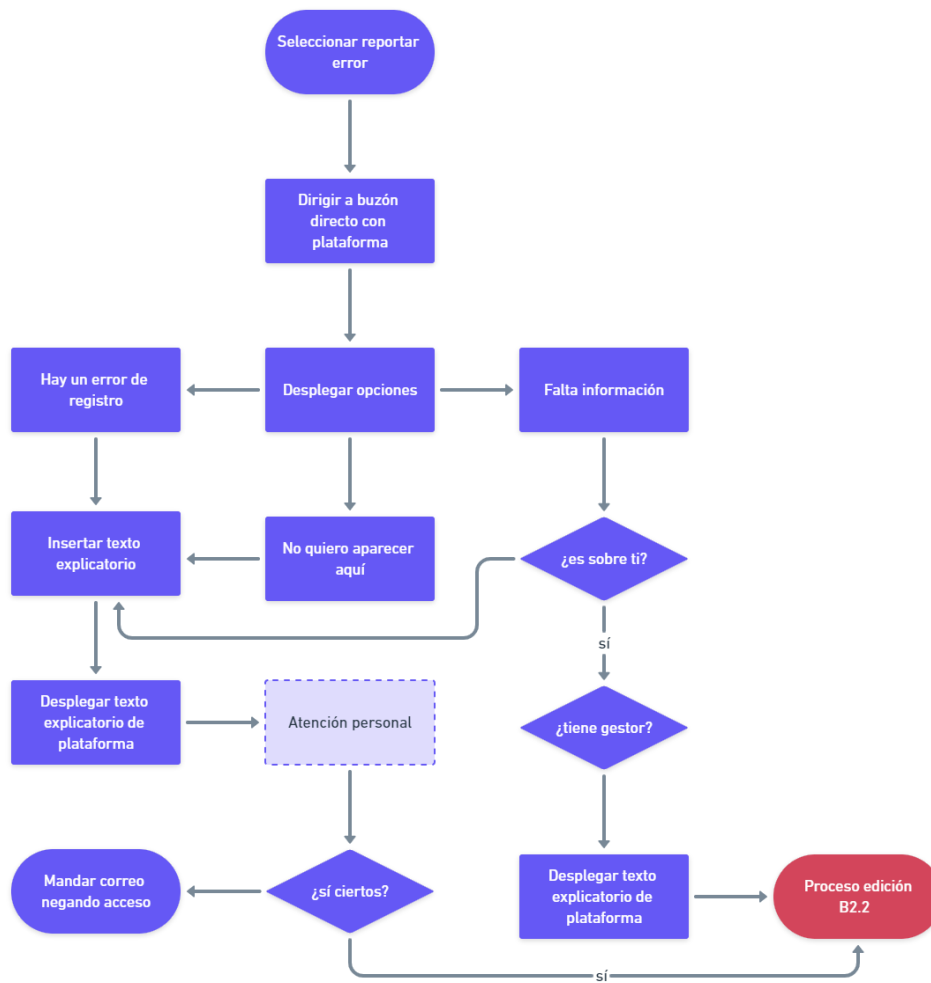 Seleccionar reportar
error
Dirigir a buzón
directo con
plataforma
Hay un error de
registro
Desplegar opciones
Falta información
Insertar texto
explicatorio
No quiero aparecer
aquí
¿es sobre ti?
sí
Desplegar texto
explicatorio de
plataforma
Atención personal
¿tiene gestor?
Mandar correo
negando acceso
¿sí ciertos?
Desplegar texto
explicatorio de
plataforma
Proceso edición
B2.2
sí